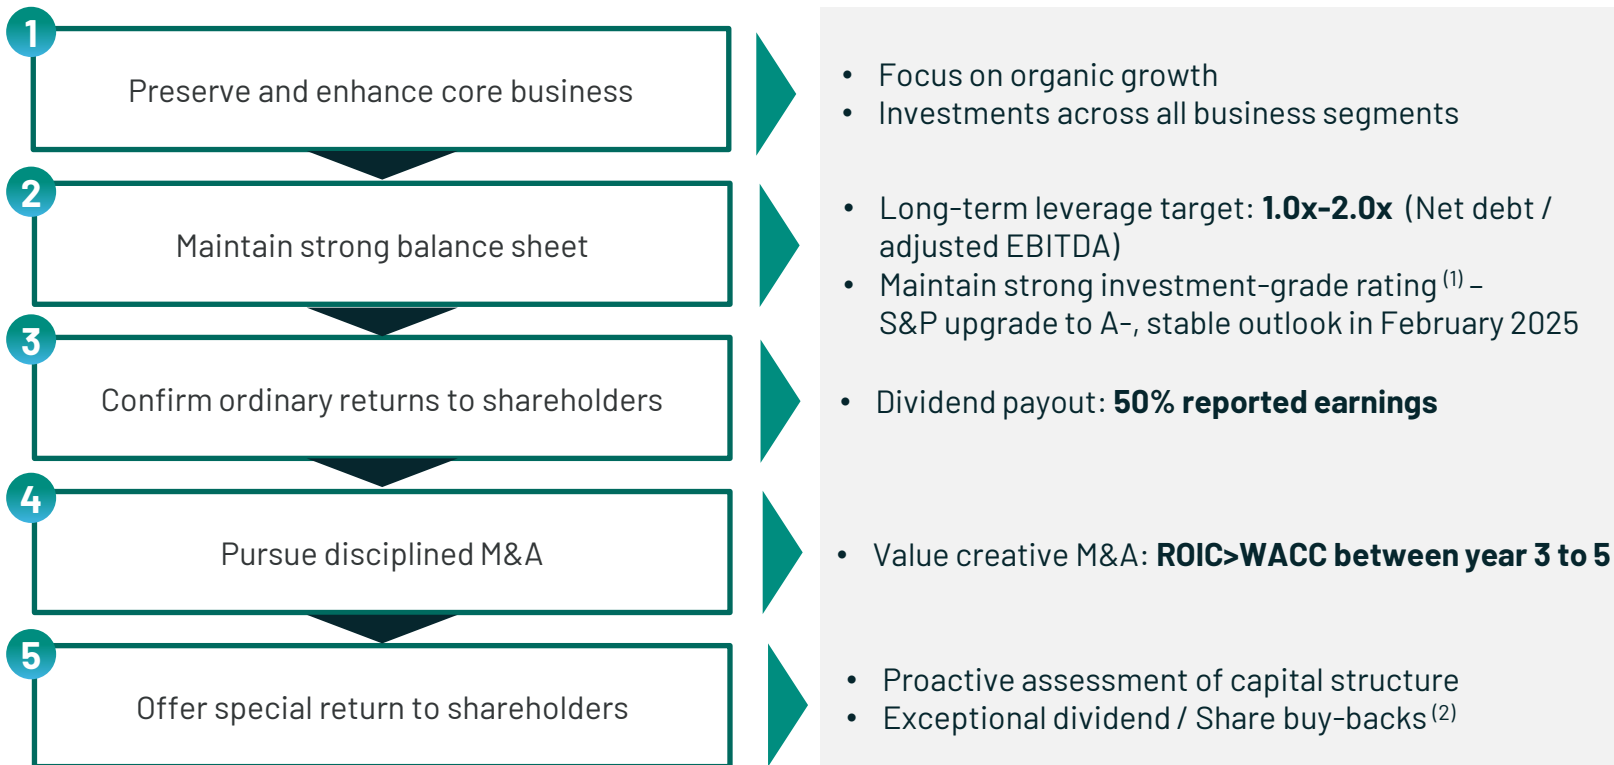 1
Preserve and enhance core business
• Focus on organic growth
• Investments across all business segments
2
Maintain strong balance sheet
• Long-term leverage target: 1.0x-2.0x (Net debt /
adjusted EBITDA)
• Maintain strong investment-grade rating (1) –
S&P upgrade to A-, stable outlook in February 2025
3
Confirm ordinary returns to shareholders
• Dividend payout: 50% reported earnings
4
Pursue disciplined M&A
• Value creative M&A: ROIC>WACC between year 3 to 5
5
Offer special return to shareholders
• Proactive assessment of capital structure
• Exceptional dividend / Share buy-backs (2)